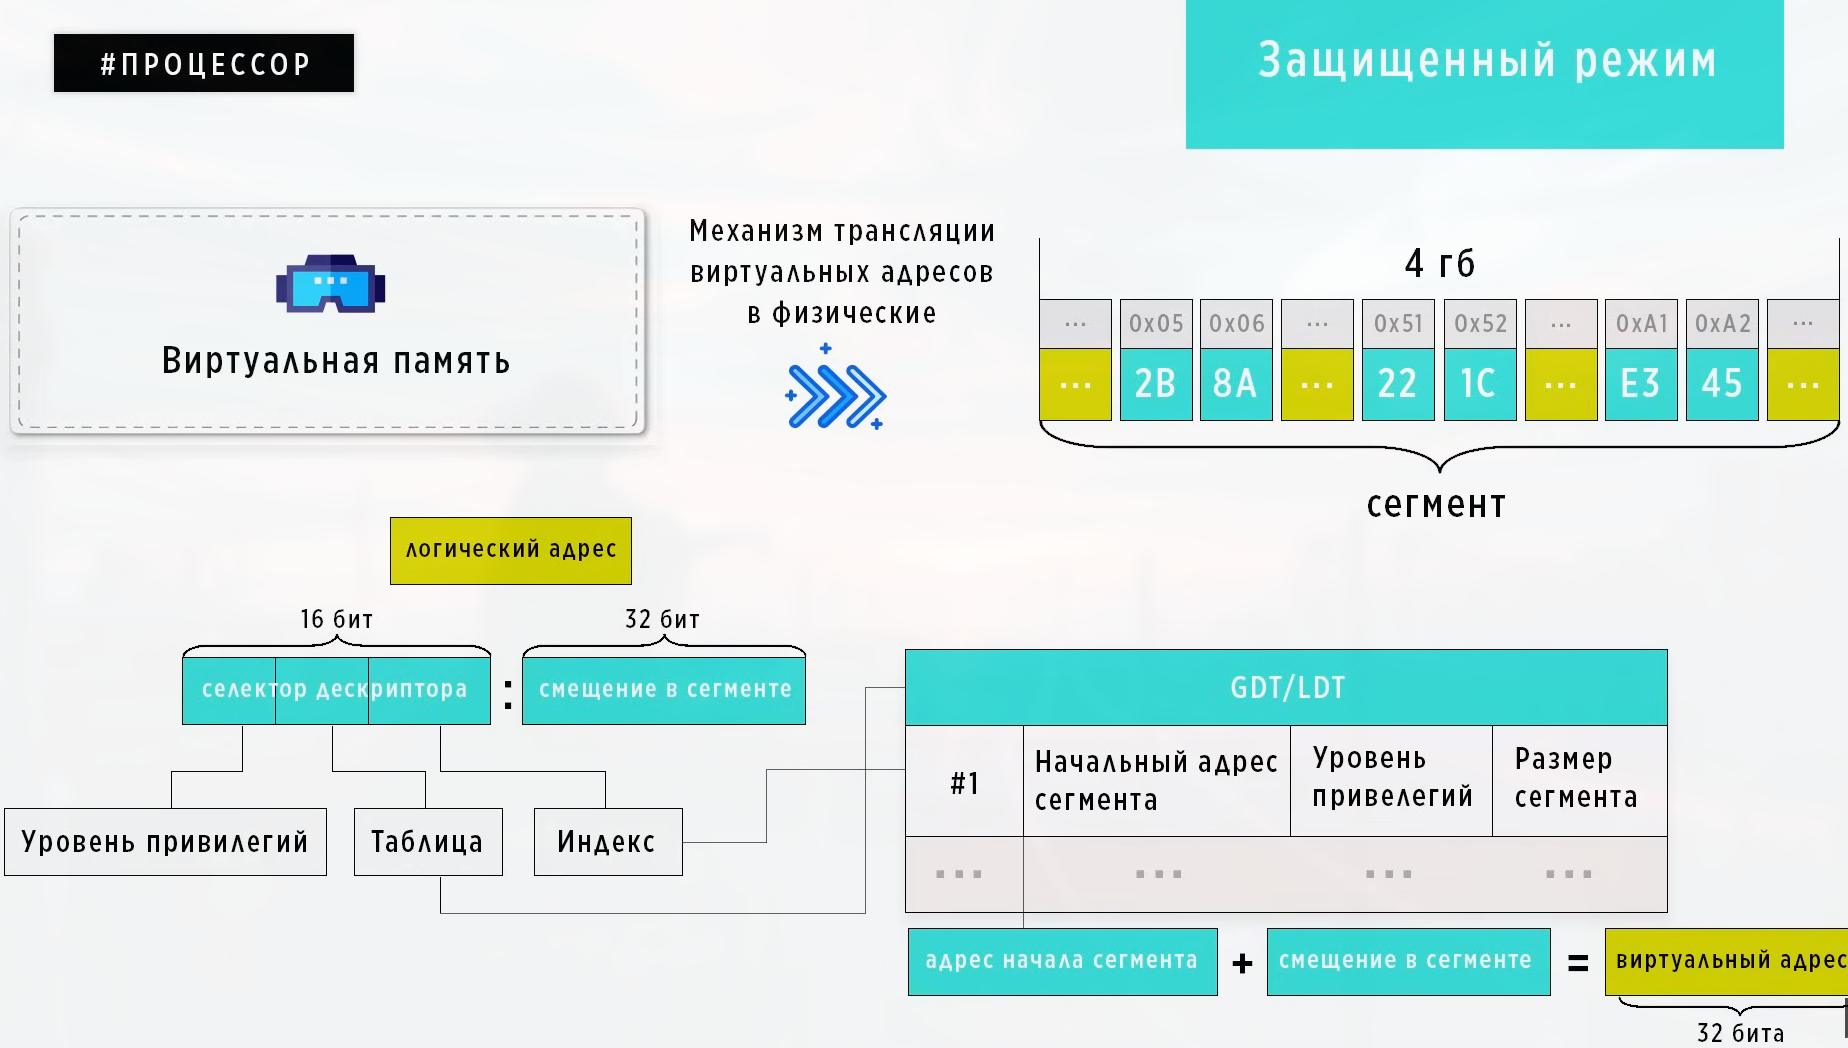 #ПРОЦЕССОР
Защищенный режим
Виртуальная память
Механизм трансляции
виртуальных адресов
в физические
4 гб
... 0x05 0x06 ... 0x51 0x52 ... 0xA1 0xA2 ...
... 2B 8A ... 22 1C ... E3 45 ...
сегмент
логический адрес
16 бит 32 бит
селектор дескриптора : смещение в сегменте
Уровень привилегий Таблица Индекс
GDT/LDT
#1
Начальный адрес
сегмента
Уровень
привелегий
Размер
сегмента
... ... ... ...
адрес начала сегмента + смещение в сегменте = виртуальный адрес
32 бита